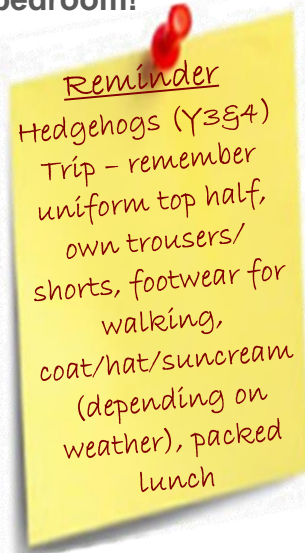 bedroom!
Reminder
Hedgehogs (Y3&4)
Trip – remember
uniform top half,
own trousers/
shorts, footwear for
walking,
coat/hat/suncream
(depending on
weather), packed
lunch